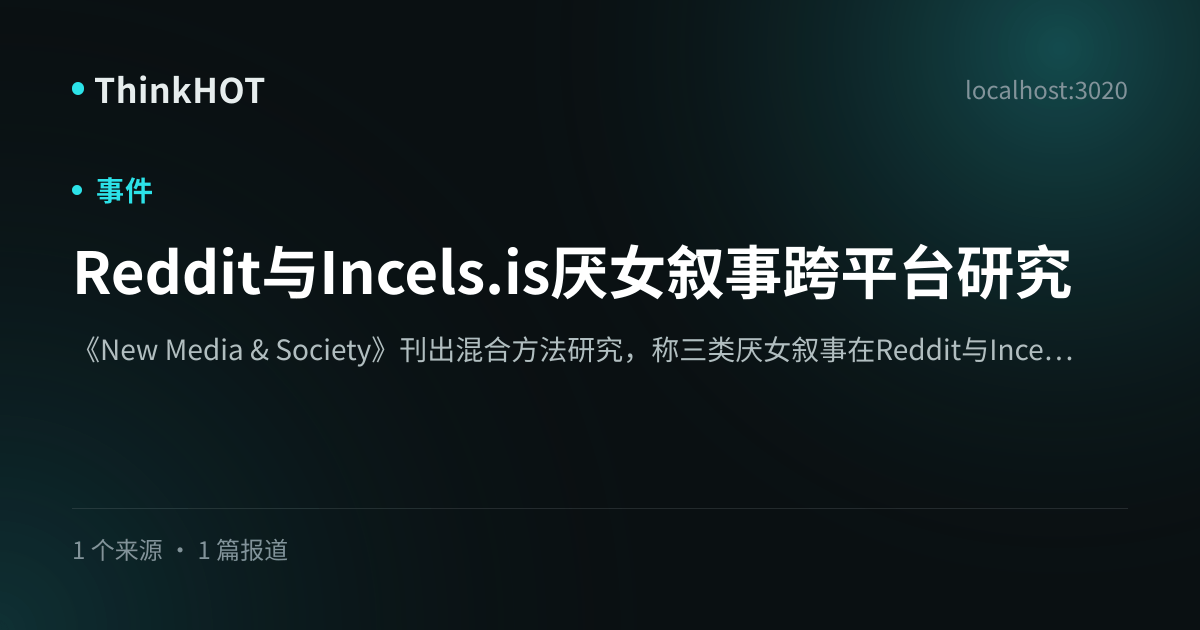 ThinkHOT
localhost:3020
事件
Reddit与Incels.is厌女叙事跨平台研究
《New Media & Society》刊出混合方法研究，称三类厌女叙事在Reddit与Ince…
1 个来源 · 1 篇报道